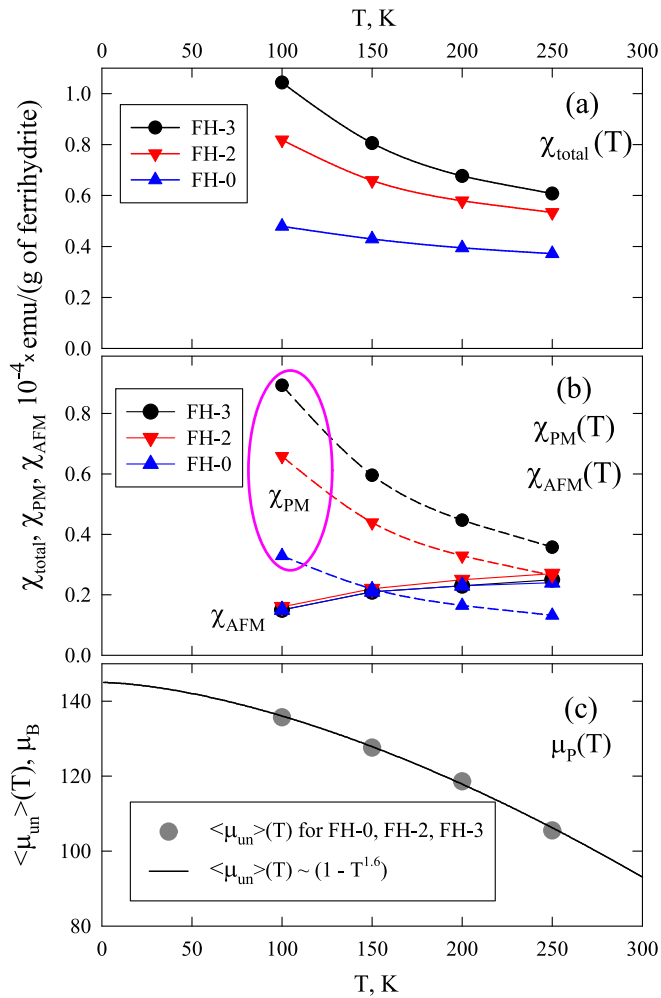 T, K
0 50 100 150 200 250 300
χtotal, χPM, χAFM 10⁻⁴ × emu/(g of ferrihydrite)
1.0
0.8
0.6
0.4
0.2
0.0
FH-3
FH-2
FH-0
(a)
χtotal (T)
0.8
0.6
0.4
0.2
0.0
FH-3
FH-2
FH-0
(b)
χPM(T)
χAFM(T)
χPM
χAFM
<μun>(T), μB
140
120
100
80
(c)
μP(T)
<μun>(T) for FH-0, FH-2, FH-3
<μun>(T) ~ (1 - T¹·⁶)
0 50 100 150 200 250 300
T, K